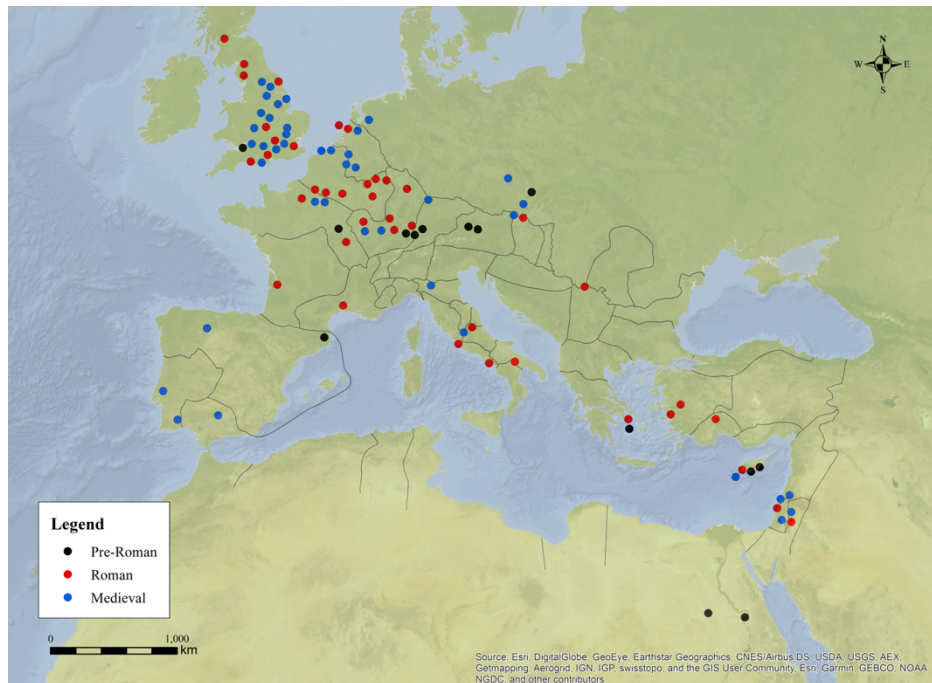 N
W E
S
Legend
Pre-Roman
Roman
Medieval
0 1,000
km
Source: Esri, DigitalGlobe, GeoEye, Earthstar Geographics, CNES/Airbus DS, USDA, USGS, AEX,
Getmapping, Aerogrid, IGN, IGP, swisstopo, and the GIS User Community, Esri, Garmin, GEBCO, NOAA
NGDC, and other contributors